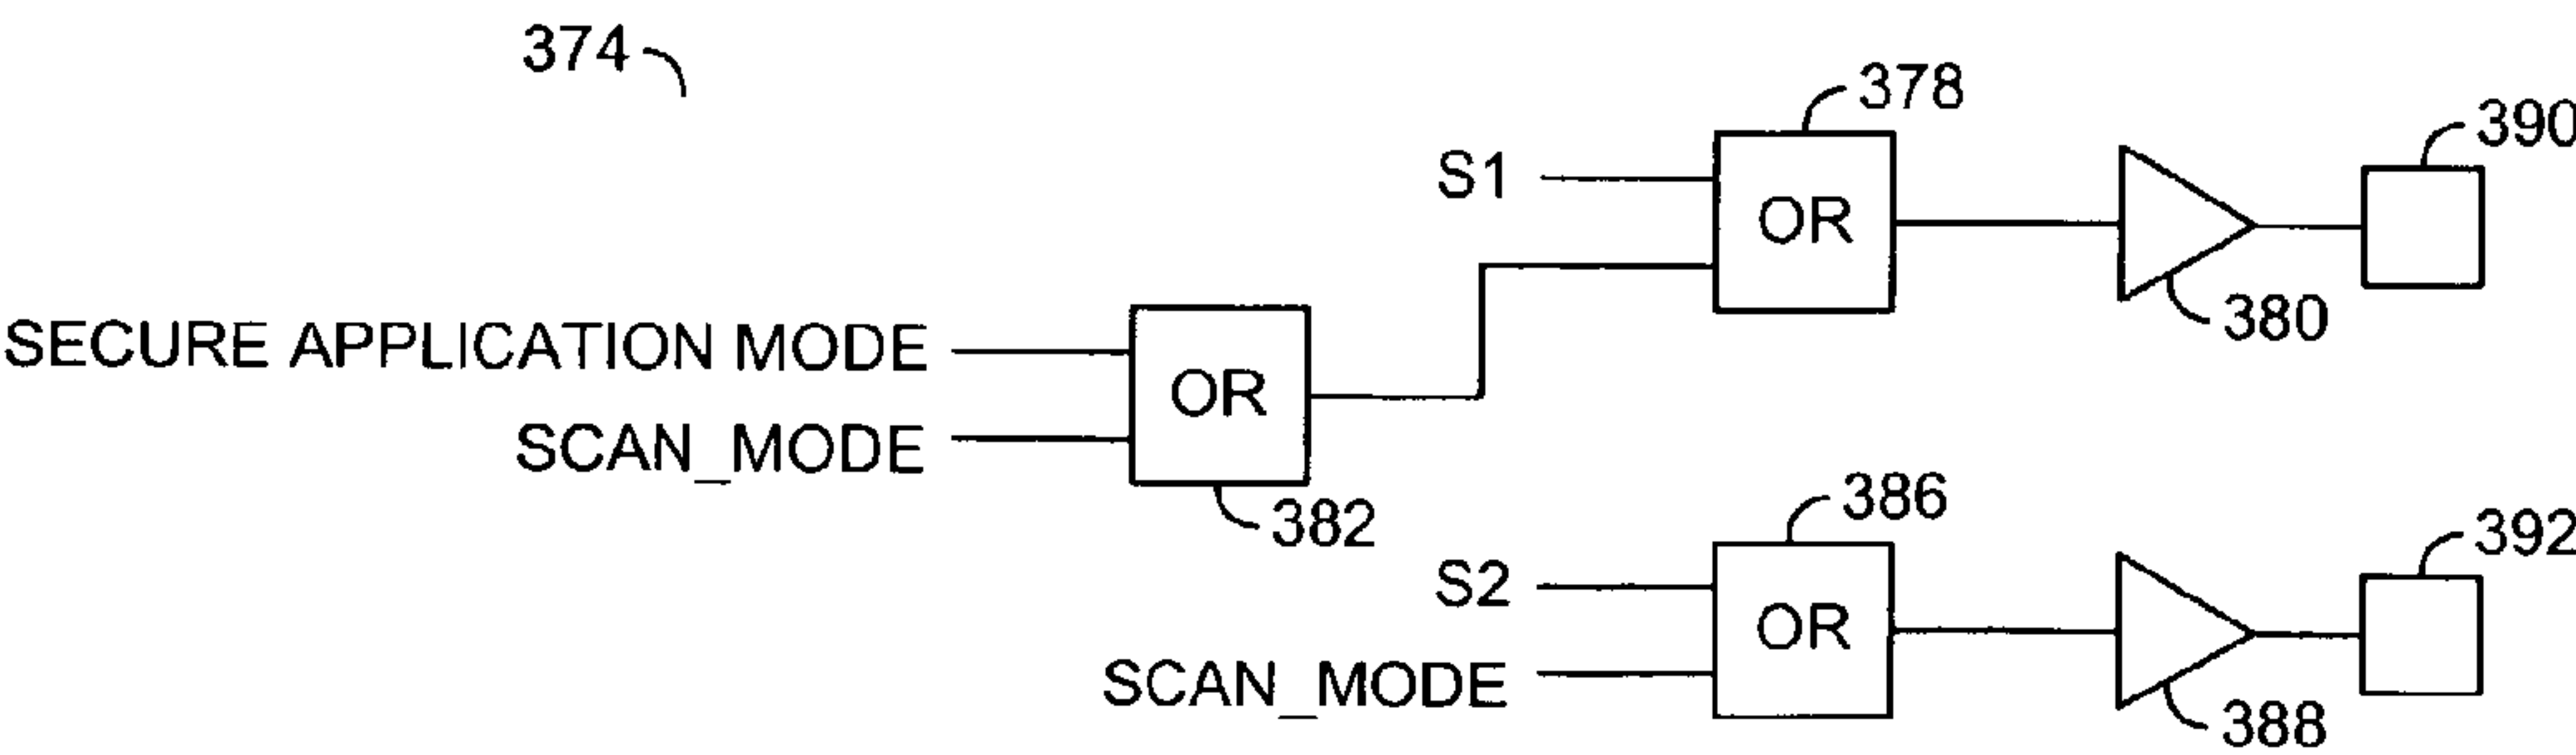 374
378
390
S1
OR
380
SECURE APPLICATION MODE
OR
SCAN_MODE
382
386
392
S2
OR
SCAN_MODE
388